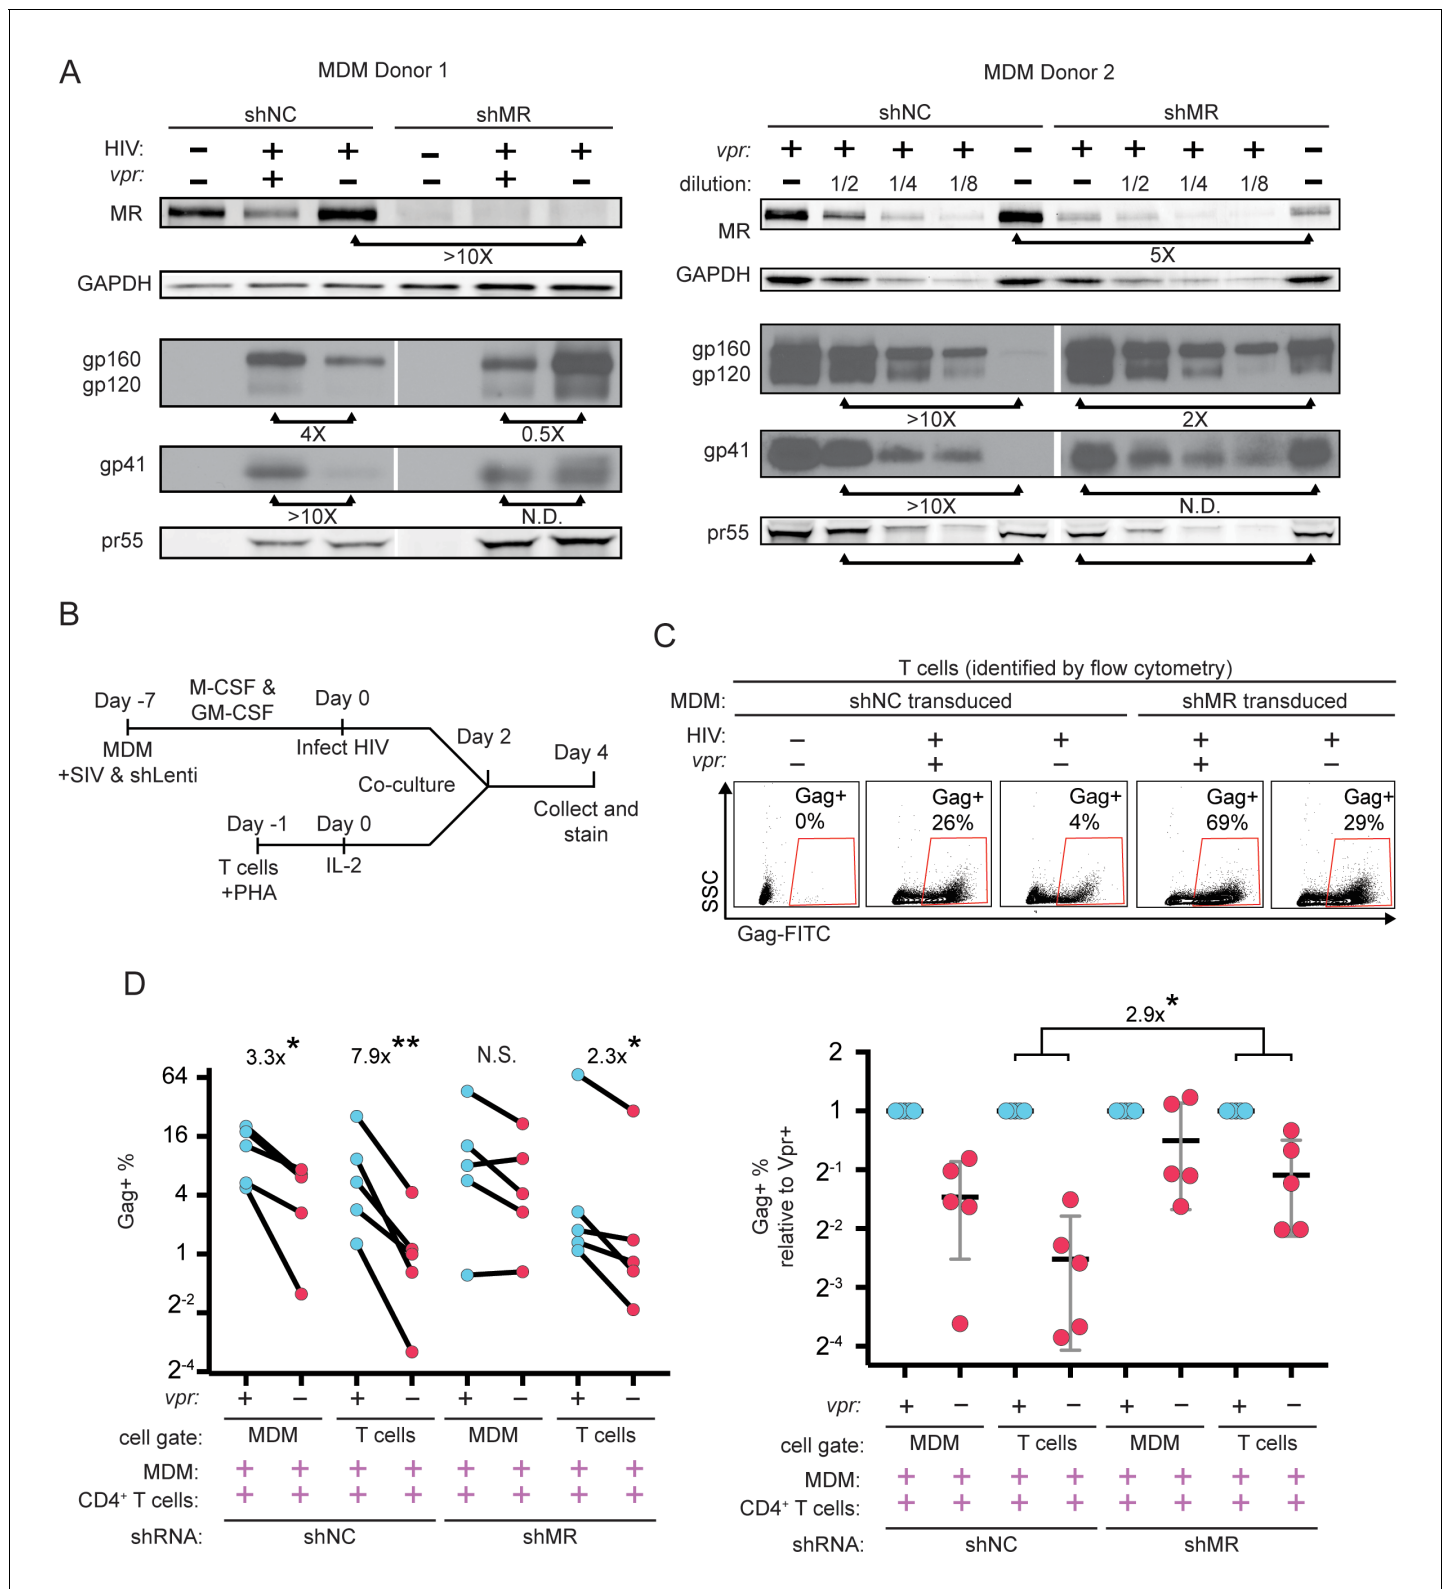 A
MDM Donor 1
shNC shMR
HIV: − + + − + +
vpr: − + − − + −
MR
>10X
GAPDH
gp160
gp120
4X 0.5X
gp41
>10X N.D.
pr55
MDM Donor 2
shNC shMR
vpr: + + + + − + + + + −
dilution: − 1/2 1/4 1/8 − − 1/2 1/4 1/8 −
MR
5X
GAPDH
gp160
gp120
>10X 2X
gp41
>10X N.D.
pr55
B
Day -7
M-CSF &
GM-CSF
Day 0
MDM
+SIV & shLenti
Infect HIV
Day 2
Day 4
Co-culture
Collect and
stain
Day -1
Day 0
T cells
+PHA
IL-2
C
T cells (identified by flow cytometry)
MDM: shNC transduced shMR transduced
HIV: − + + + +
vpr: − + − + −
Gag+ Gag+ Gag+ Gag+ Gag+
0% 26% 4% 69% 29%
SSC
Gag-FITC
D
3.3x* 7.9x** N.S. 2.3x*
64
16
4
1
2-2
2-4
Gag+ %
vpr: + − + − + − + −
cell gate: MDM T cells MDM T cells
MDM: + + + + + + + +
CD4+ T cells: + + + + + + + +
shRNA: shNC shMR
2.9x*
2
1
2-1
2-2
2-3
2-4
Gag+ %
relative to Vpr+
vpr: + − + − + − + −
cell gate: MDM T cells MDM T cells
MDM: + + + + + + + +
CD4+ T cells: + + + + + + + +
shRNA: shNC shMR